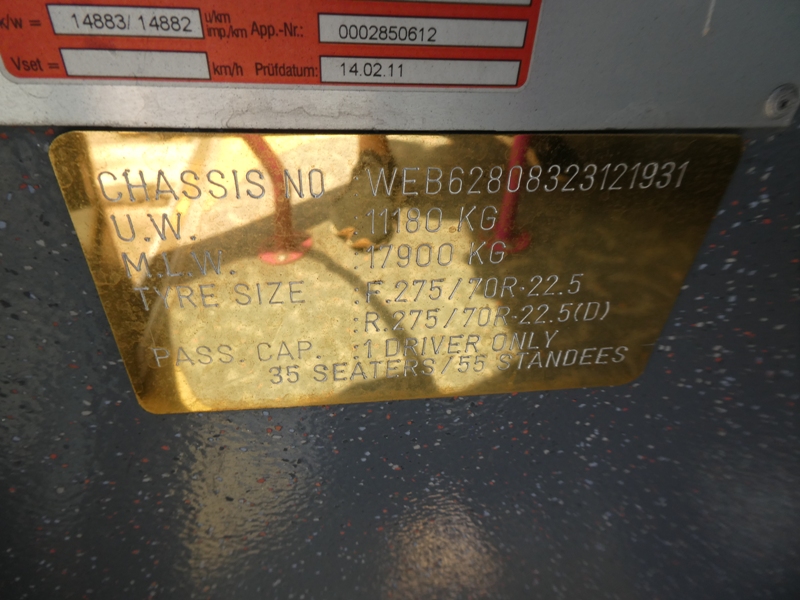 k/w = 14883/ 14882 u/km imp./km App.-Nr.: 0002850612
Vset = km/h Prüfdatum: 14.02.11
CHASSIS NO : WEB62808323121931
U.W. : 11180 KG
M.L.W. : 17900 KG
TYRE SIZE : F.275/70R-22.5
: R.275/70R-22.5(D)
PASS. CAP. : 1 DRIVER ONLY
35 SEATERS/55 STANDEES